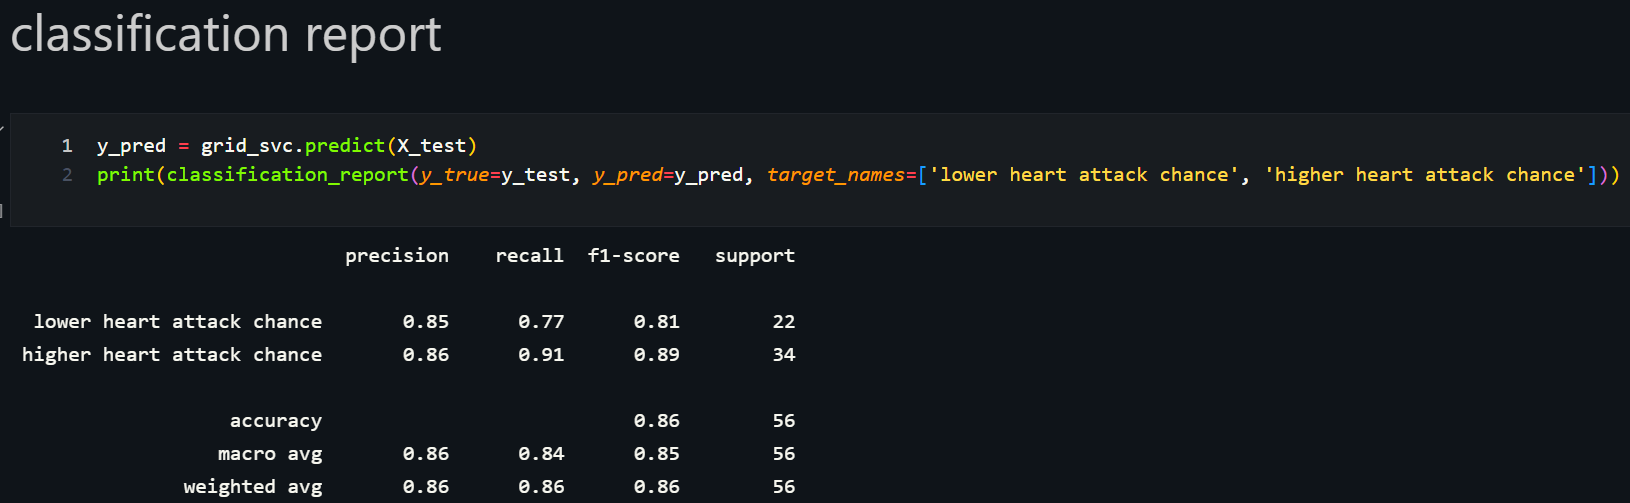 classification report
1 y_pred = grid_svc.predict(X_test)
2 print(classification_report(y_true=y_test, y_pred=y_pred, target_names=['lower heart attack chance', 'higher heart attack chance']))
precision recall f1-score support
lower heart attack chance 0.85 0.77 0.81 22
higher heart attack chance 0.86 0.91 0.89 34
accuracy 0.86 56
macro avg 0.86 0.84 0.85 56
weighted avg 0.86 0.86 0.86 56